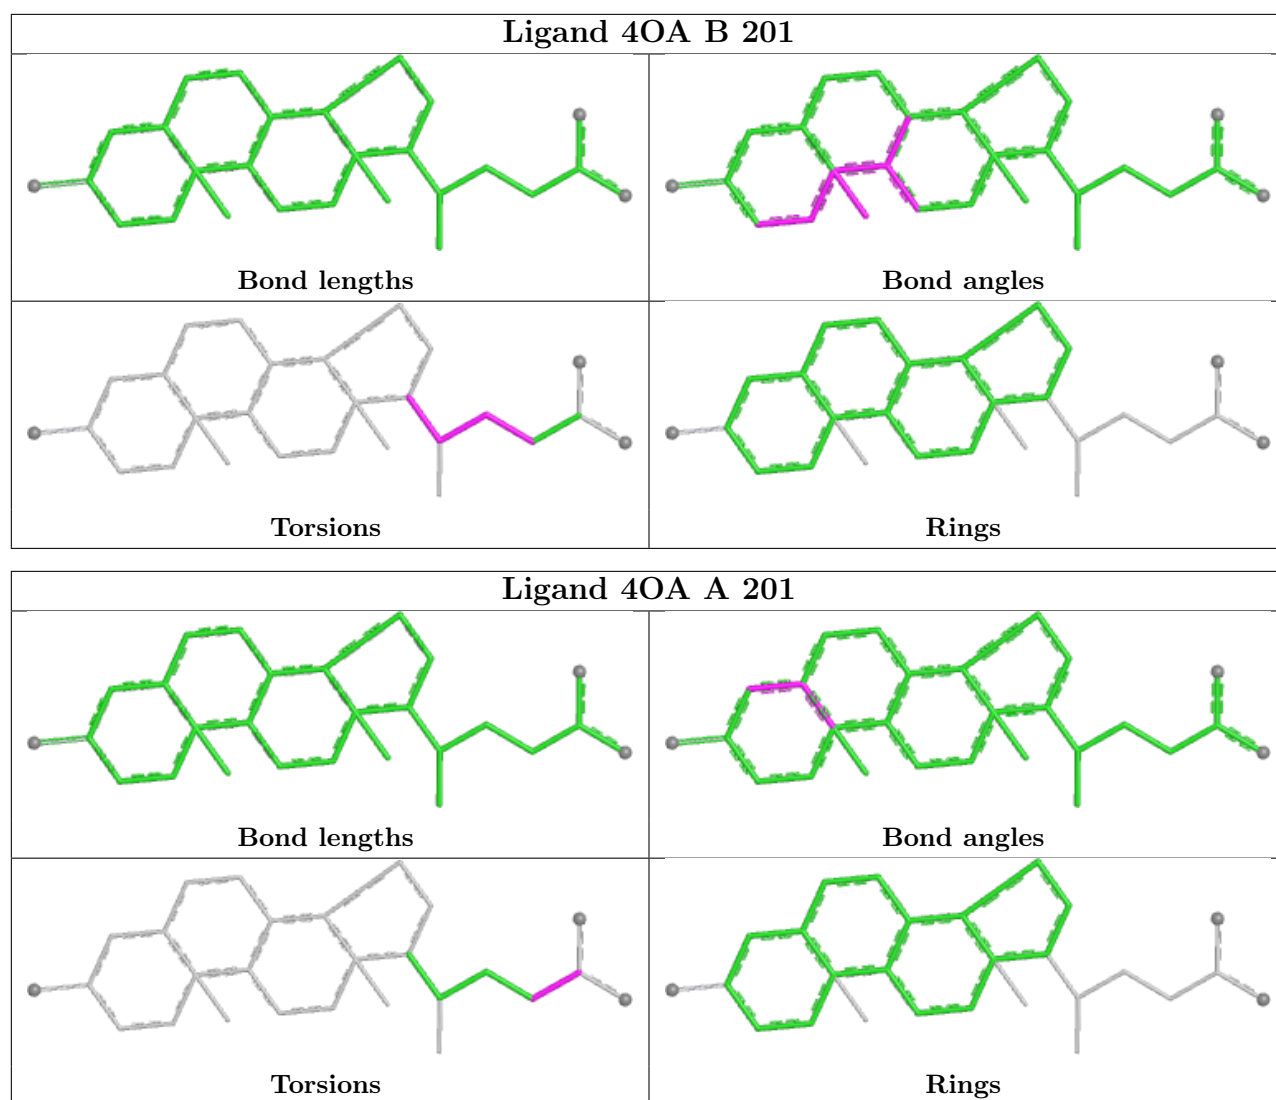 Ligand 4OA B 201
Bond lengths
Bond angles
Torsions
Rings
Ligand 4OA A 201
Bond lengths
Bond angles
Torsions
Rings